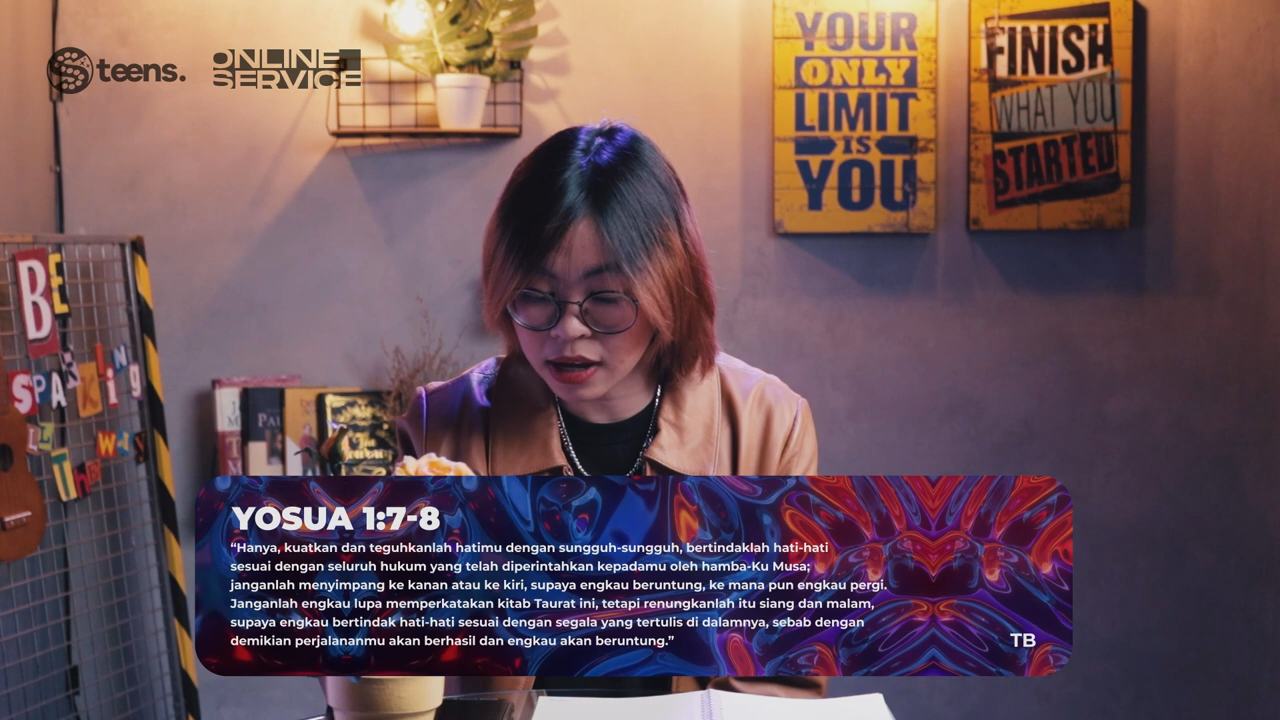 teens.
ONLINE
SERVICE
YOUR
ONLY
LIMIT
IS
YOU
FINISH
WHAT YOU
STARTED
BE
SPARKiNg
ALL
THE
YOSUA 1:7-8
“Hanya, kuatkan dan teguhkanlah hatimu dengan sungguh-sungguh, bertindaklah hati-hati
sesuai dengan seluruh hukum yang telah diperintahkan kepadamu oleh hamba-Ku Musa;
janganlah menyimpang ke kanan atau ke kiri, supaya engkau beruntung, ke mana pun engkau pergi.
Janganlah engkau lupa memperkatakan kitab Taurat ini, tetapi renungkanlah itu siang dan malam,
supaya engkau bertindak hati-hati sesuai dengan segala yang tertulis di dalamnya, sebab dengan
demikian perjalananmu akan berhasil dan engkau akan beruntung.”
TB